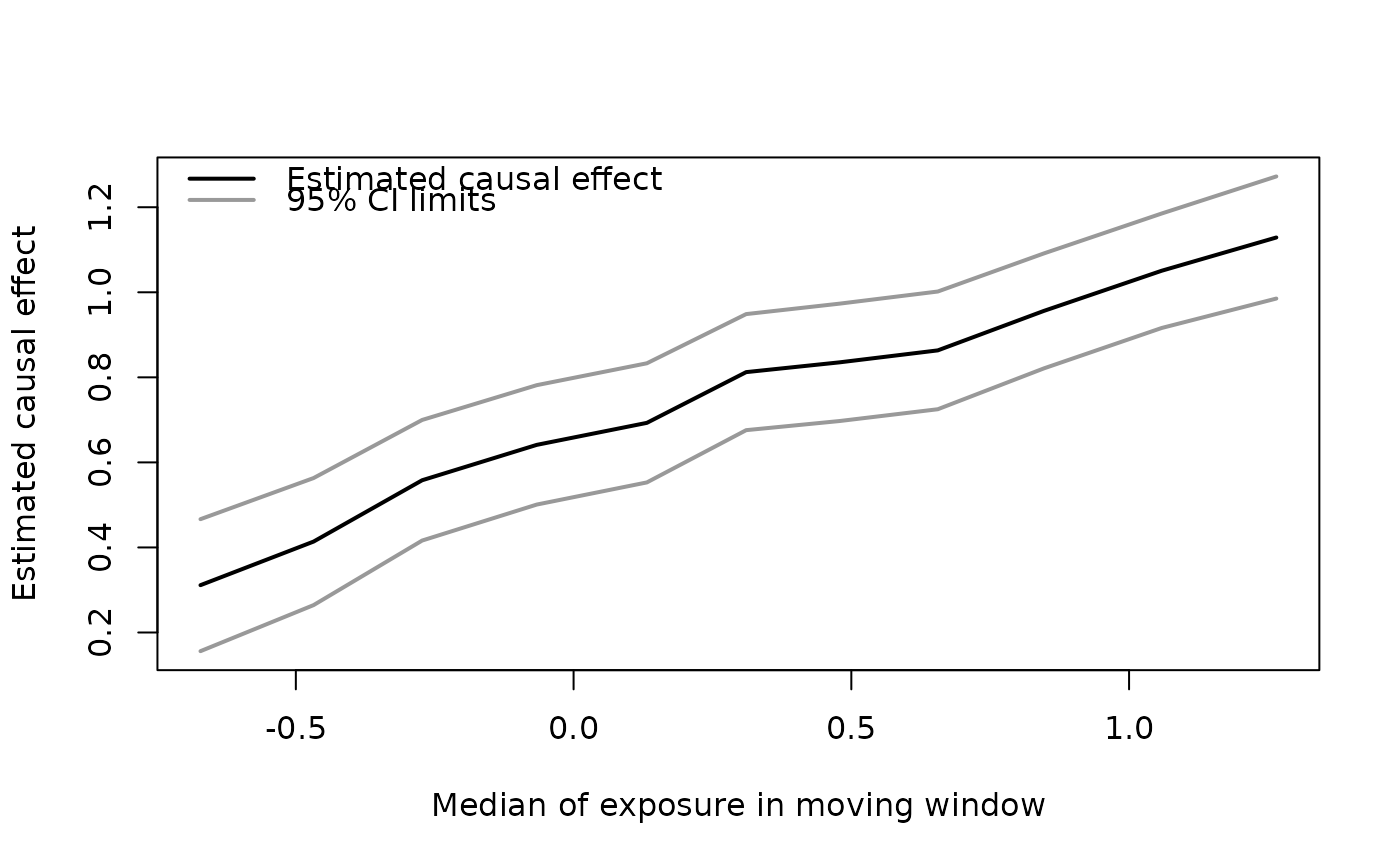 Estimated causal effect
95% CI limits
Estimated causal effect
1.2
1.0
0.8
0.6
0.4
0.2
-0.5 0.0 0.5 1.0
Median of exposure in moving window